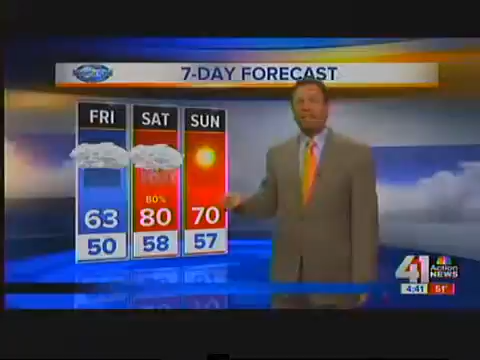 7-DAY FORECAST
FRI SAT SUN
80%
63 80 70
50 58 57
41 Action
NEWS
4:41 51°